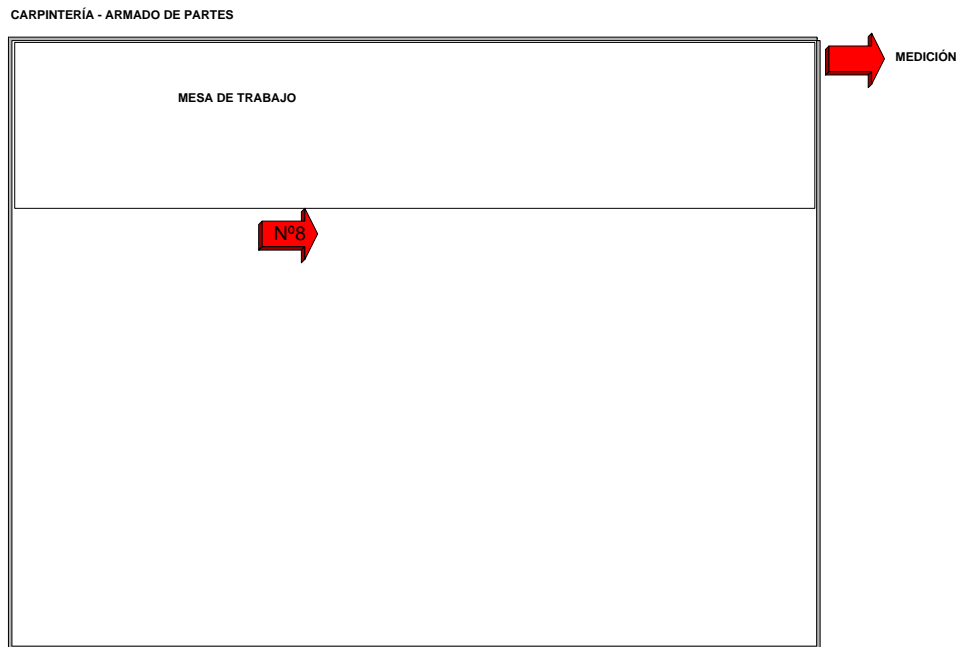 CARPINTERÍA - ARMADO DE PARTES
MEDICIÓN
MESA DE TRABAJO
Nº8